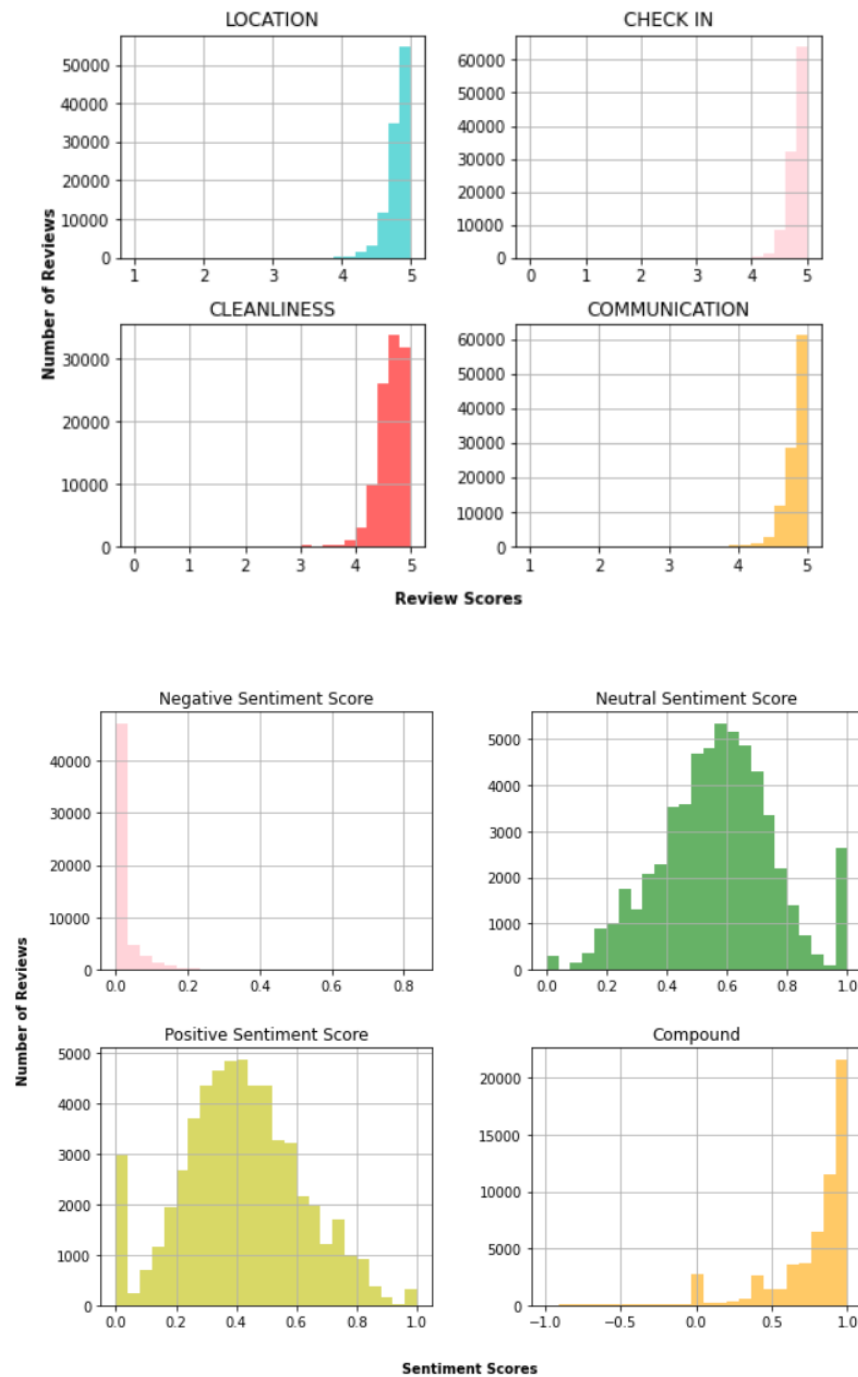 LOCATION
50000
40000
30000
20000
10000
0
1 2 3 4 5
CHECK IN
60000
50000
40000
30000
20000
10000
0
0 1 2 3 4 5
Number of Reviews
CLEANLINESS
30000
20000
10000
0
0 1 2 3 4 5
COMMUNICATION
60000
50000
40000
30000
20000
10000
0
1 2 3 4 5
Review Scores
Negative Sentiment Score
40000
30000
20000
10000
0
0.0 0.2 0.4 0.6 0.8
Neutral Sentiment Score
5000
4000
3000
2000
1000
0
0.0 0.2 0.4 0.6 0.8 1.0
Number of Reviews
Positive Sentiment Score
5000
4000
3000
2000
1000
0
0.0 0.2 0.4 0.6 0.8 1.0
Compound
20000
15000
10000
5000
0
−1.0 −0.5 0.0 0.5 1.0
Sentiment Scores